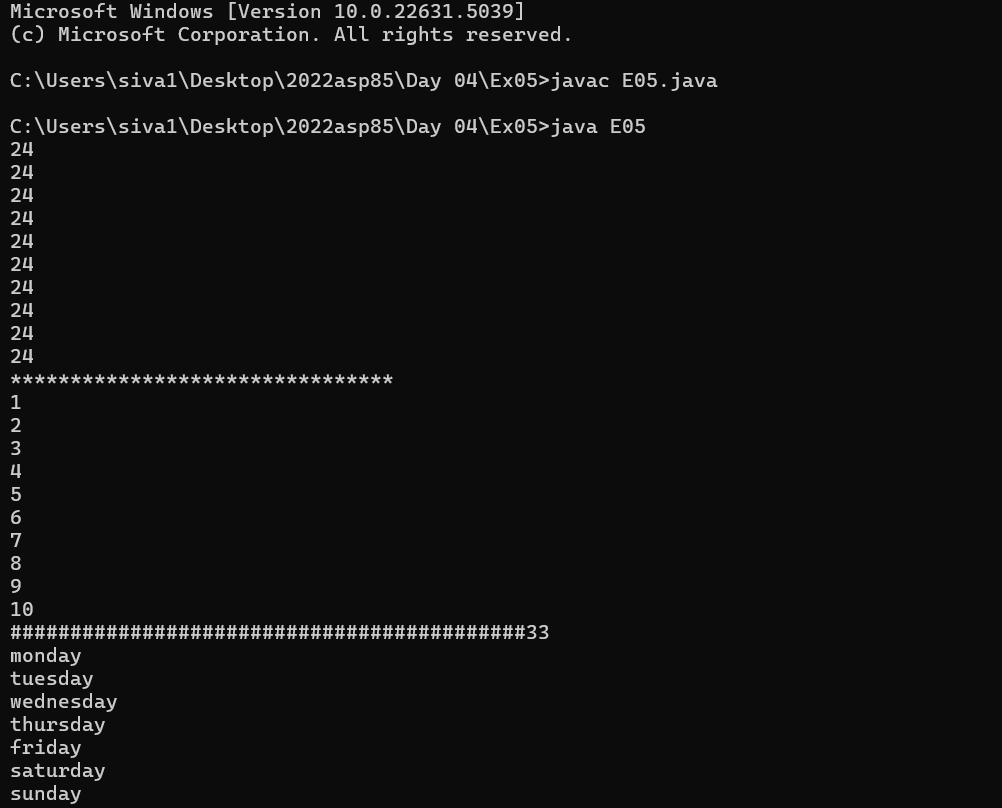 Microsoft Windows [Version 10.0.22631.5039]
(c) Microsoft Corporation. All rights reserved.
C:\Users\siva1\Desktop\2022asp85\Day 04\Ex05>javac E05.java
C:\Users\siva1\Desktop\2022asp85\Day 04\Ex05>java E05
24
24
24
24
24
24
24
24
24
24
********************************
1
2
3
4
5
6
7
8
9
10
###########################################33
monday
tuesday
wednesday
thursday
friday
saturday
sunday